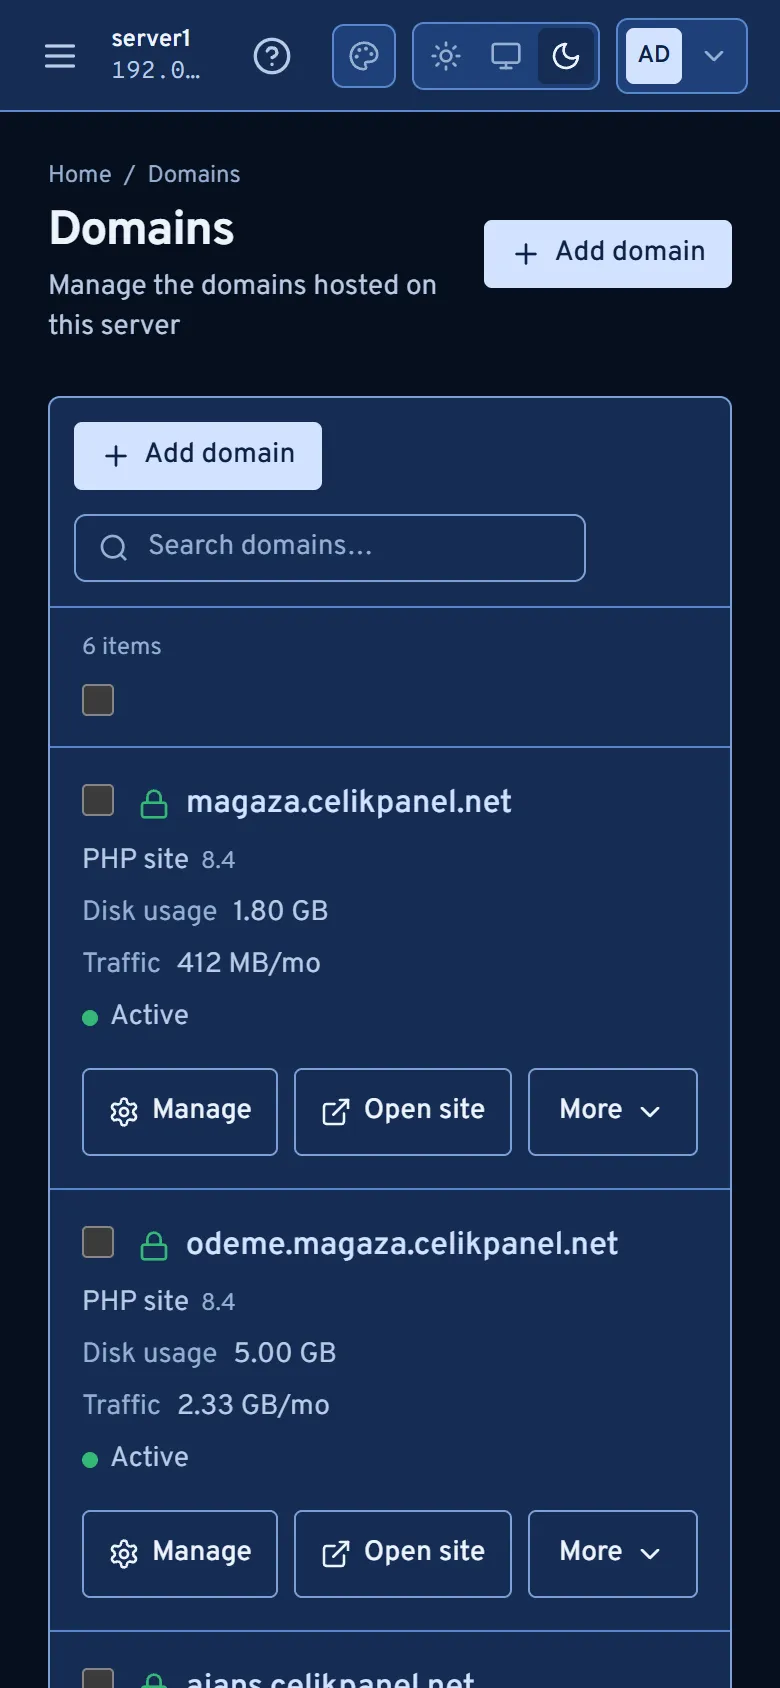 server1
192.0…
AD
Home / Domains
Domains
Add domain
Manage the domains hosted on
this server
Add domain
Search domains…
6 items
magaza.celikpanel.net
PHP site 8.4
Disk usage 1.80 GB
Traffic 412 MB/mo
Active
Manage
Open site
More
odeme.magaza.celikpanel.net
PHP site 8.4
Disk usage 5.00 GB
Traffic 2.33 GB/mo
Active
Manage
Open site
More
ajans.celikpanel.net